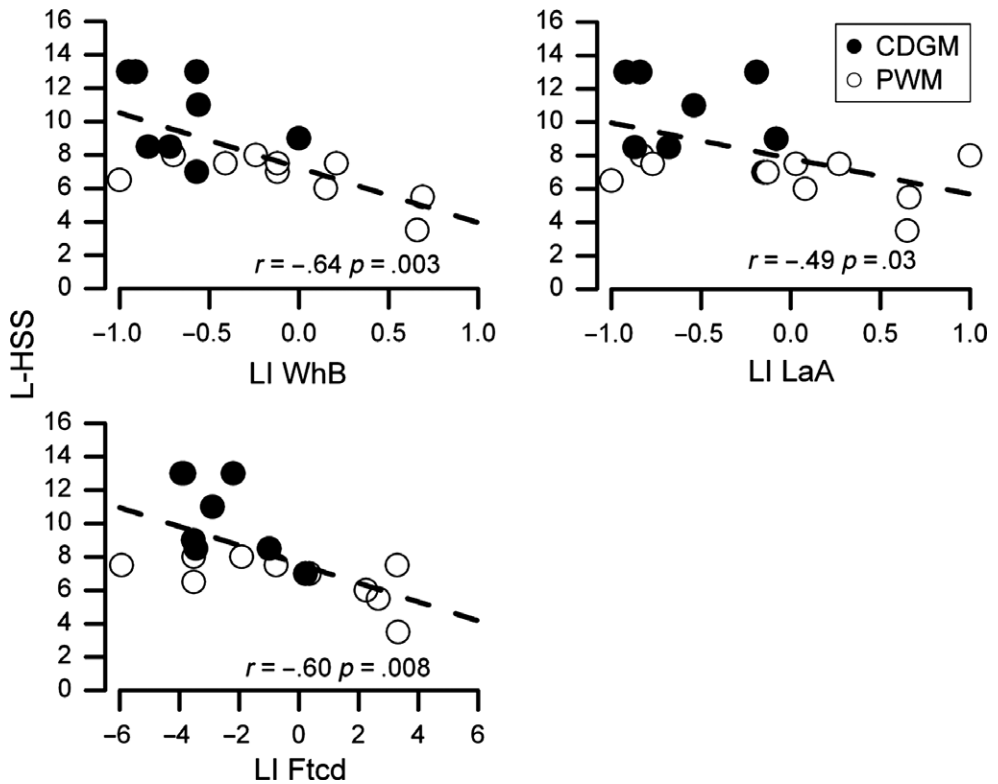 16
14
12
10
8
6
4
2
0
r = –.64 p = .003
–1.0 –0.5 0.0 0.5 1.0
LI WhB
16
14
12
10
8
6
4
2
0
CDGM
PWM
r = –.49 p = .03
–1.0 –0.5 0.0 0.5 1.0
LI LaA
L-HSS
16
14
12
10
8
6
4
2
0
r = –.60 p = .008
–6 –4 –2 0 2 4 6
LI Ftcd